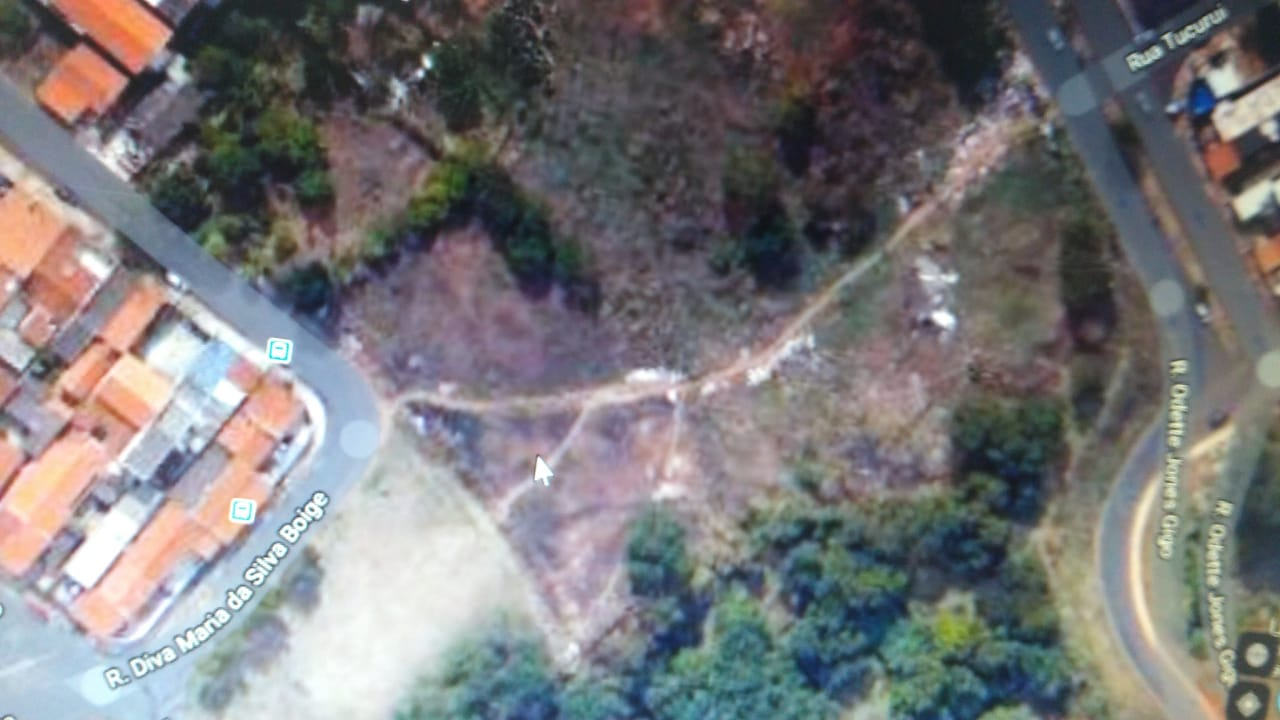 Rua Tucuruí
R. Odette Jones Gigo
R. Odette Jones Gigo
R. Diva Maria da Silva Boige